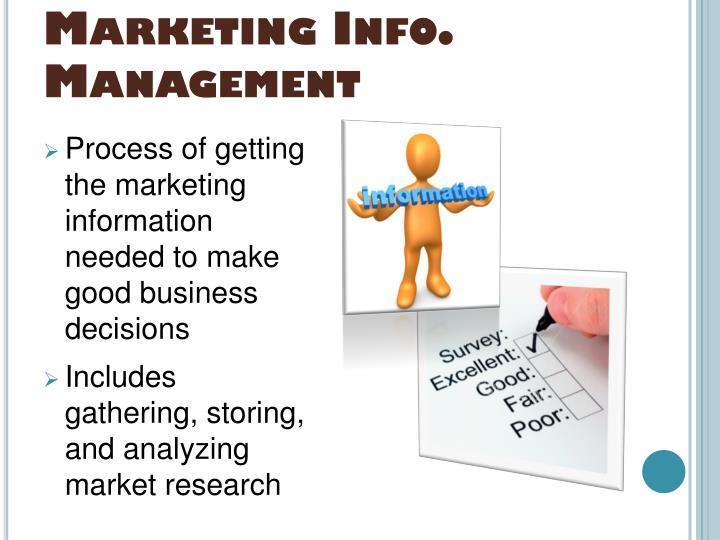 Marketing Info.
Management
➢ Process of getting
the marketing
information
needed to make
good business
decisions
➢ Includes
gathering, storing,
and analyzing
market research
information
Survey:
Excellent:
Good:
Fair:
Poor: